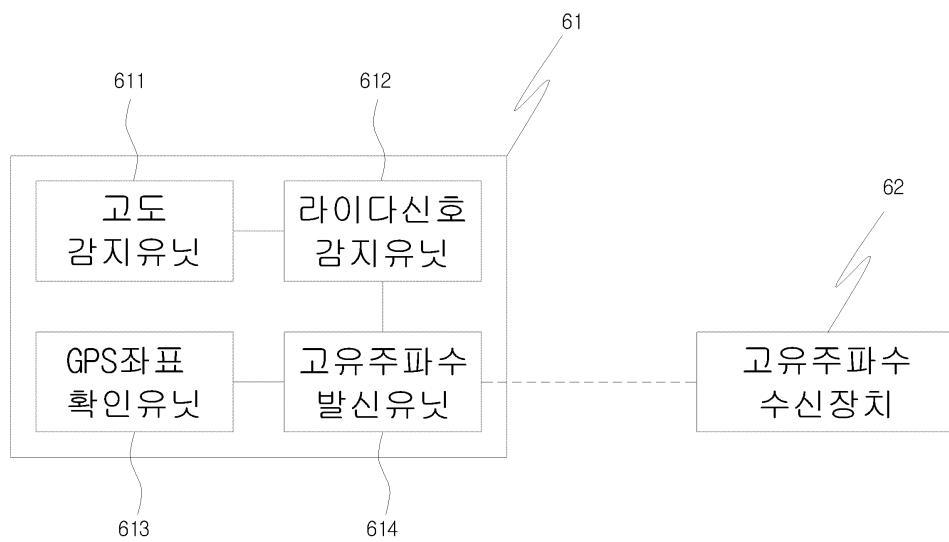 61
611
612
고도
감지유닛
라이다신호
감지유닛
62
GPS좌표
확인유닛
고유주파수
발신유닛
고유주파수
수신장치
613
614